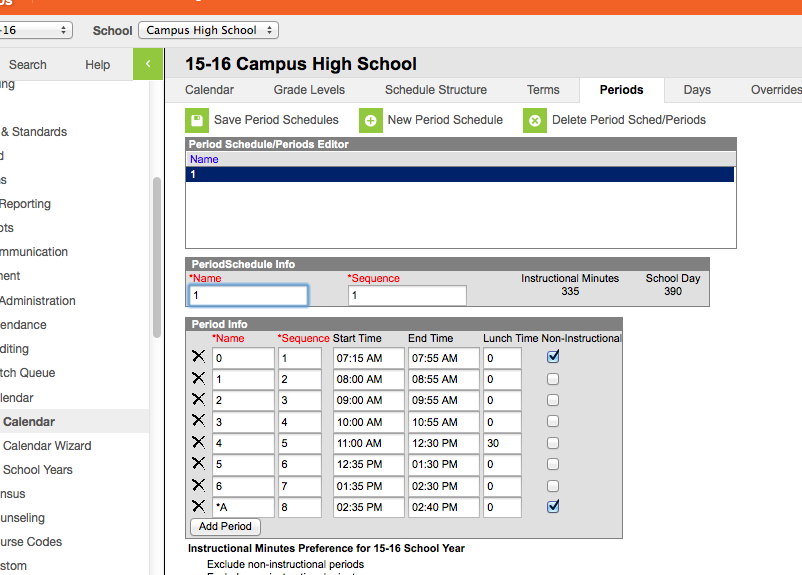 -16 School Campus High School
Search Help
15-16 Campus High School
Calendar Grade Levels Schedule Structure Terms Periods Days Overrides
Save Period Schedules New Period Schedule Delete Period Sched/Periods
Period Schedule/Periods Editor
Name
1
PeriodSchedule Info
*Name *Sequence Instructional Minutes School Day
1 1 335 390
Period Info
*Name *Sequence Start Time End Time Lunch Time Non-Instructional
0 1 07:15 AM 07:55 AM 0
1 2 08:00 AM 08:55 AM 0
2 3 09:00 AM 09:55 AM 0
3 4 10:00 AM 10:55 AM 0
4 5 11:00 AM 12:30 PM 30
5 6 12:35 PM 01:30 PM 0
6 7 01:35 PM 02:30 PM 0
*A 8 02:35 PM 02:40 PM 0
Add Period
Instructional Minutes Preference for 15-16 School Year
Exclude non-instructional periods
ing
& Standards
d
s
Reporting
ots
mmunication
ment
Administration
endance
diting
tch Queue
lendar
Calendar
Calendar Wizard
School Years
nsus
unseling
urse Codes
stom